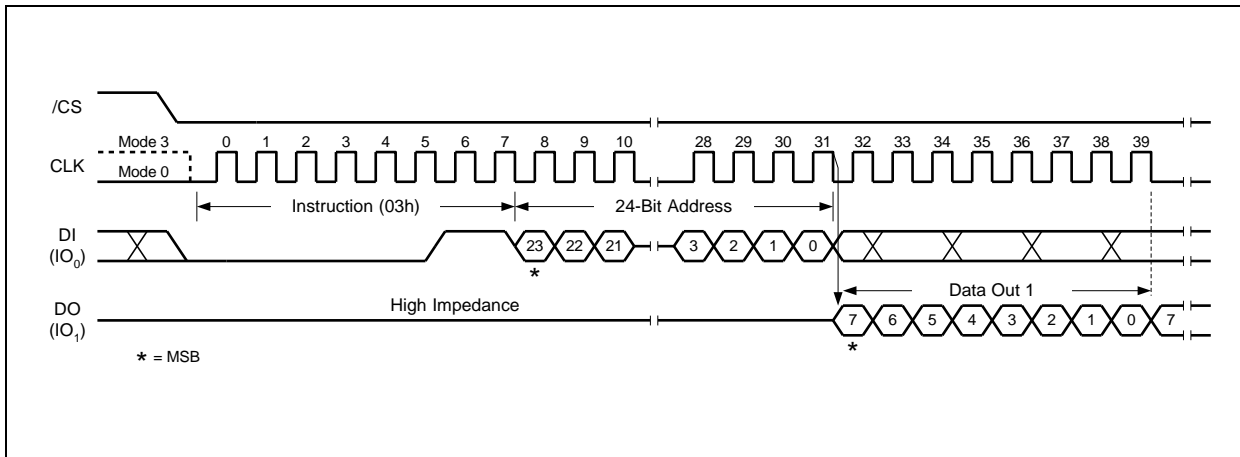 /CS
Mode 3 0 1 2 3 4 5 6 7 8 9 10 28 29 30 31 32 33 34 35 36 37 38 39
CLK
Mode 0
Instruction (03h) 24-Bit Address
DI
(IO0)
23 22 21 3 2 1 0
*
High Impedance Data Out 1
DO
(IO1)
7 6 5 4 3 2 1 0 7
*
* = MSB